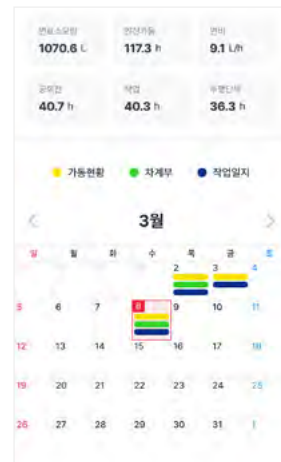 연료소모량 엔진가동 연비
1070.6 L 117.3 h 9.1 L/h
공회전 작업
40.7 h 40.3 h 36.3 h
가동현황 차계부 작업일지
< 3월 >
일 월 화 수 목 금 토
2 3 4
5 6 7 8 9 10 11
12 13 14 15 16 17 18
19 20 21 22 23 24 25
26 27 28 29 30 31 1